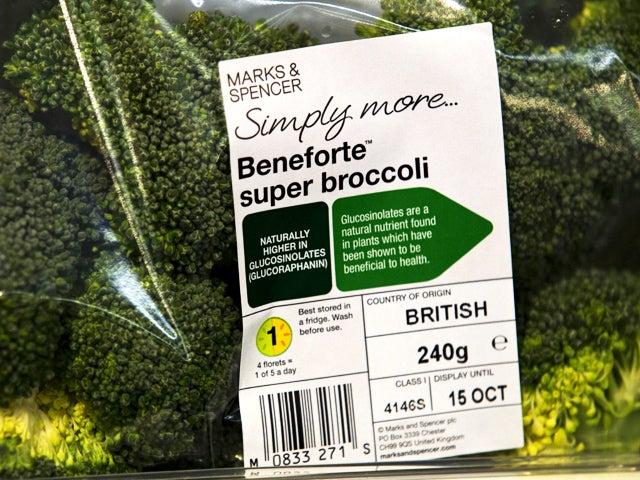 MARKS &
SPENCER
Simply more...
Beneforte™
super broccoli
NATURALLY
HIGHER IN
GLUCOSINOLATES
(GLUCORAPHANIN)
Glucosinolates are a
natural nutrient found
in plants which have
been shown to be
beneficial to health.
1
4 florets =
1 of 5 a day
Best stored in
a fridge. Wash
before use.
COUNTRY OF ORIGIN
BRITISH
240g ℮
CLASS I
4146S
DISPLAY UNTIL
15 OCT
M 0833 271 S
© Marks and Spencer plc
PO Box 3339 Chester
CH99 9QS United Kingdom
marksandspencer.com